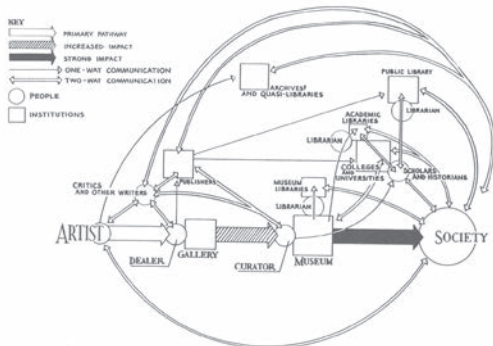 KEY
PRIMARY PATHWAY
INCREASED IMPACT
STRONG IMPACT
ONE-WAY COMMUNICATION
TWO-WAY COMMUNICATION
PEOPLE
INSTITUTIONS
ARCHIVES
AND QUASI-LIBRARIES
PUBLIC LIBRARY
LIBRARIAN
ACADEMIC
LIBRARIES
LIBRARIAN
COLLEGES
AND
UNIVERSITIES
SCHOLARS
AND HISTORIANS
PUBLISHERS
CRITICS
AND OTHER WRITERS
MUSEUM
LIBRARIES
LIBRARIAN
ARTIST
DEALER
GALLERY
CURATOR
MUSEUM
SOCIETY